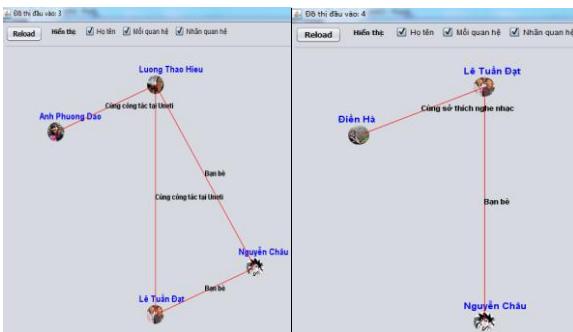 Đồ thị đầu vào: 3
Reload Hiển thị: Họ tên Mối quan hệ Nhãn quan hệ
Luong Thao Hieu
Cùng công tác tại Uneti
Anh Phuong Dao
Bạn bè
Cùng công tác tại Uneti
Nguyễn Châu
Bạn bè
Lê Tuấn Đạt
Đồ thị đầu vào: 4
Reload Hiển thị: Họ tên Mối quan hệ Nhãn quan hệ
Lê Tuấn Đạt
Cùng sở thích nghe nhạc
Điền Hà
Bạn bè
Nguyễn Châu